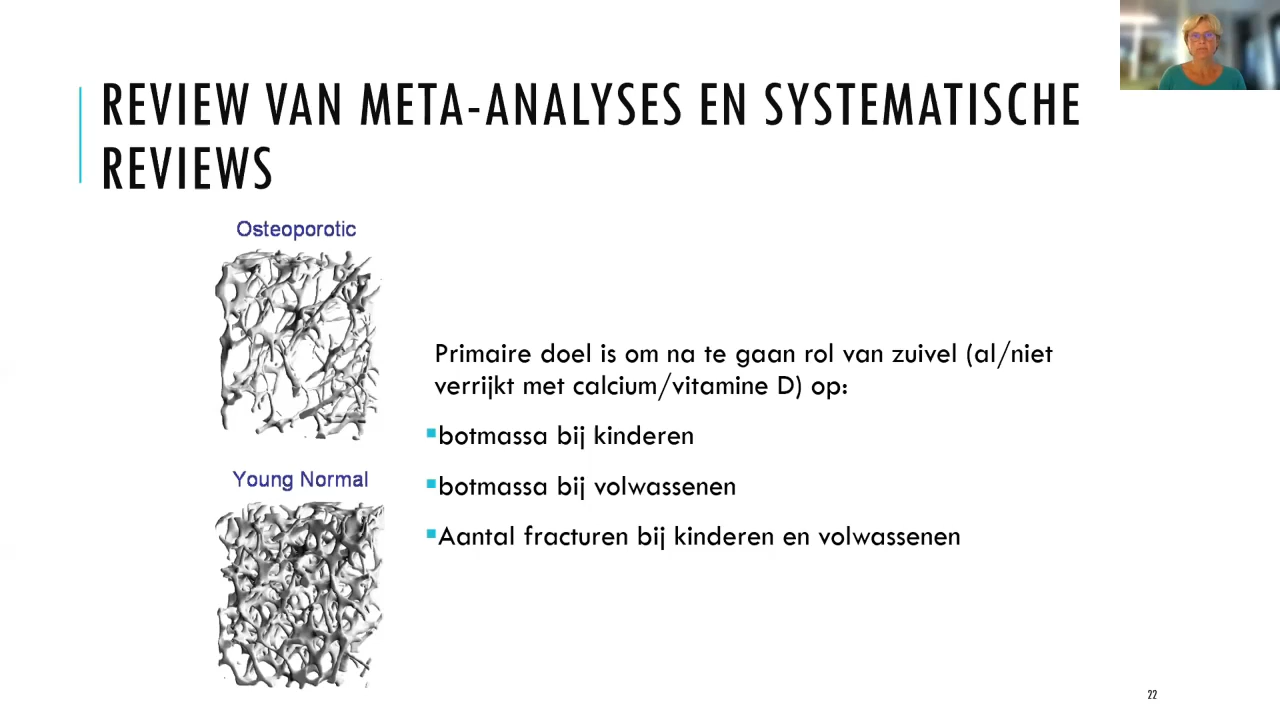 REVIEW VAN META-ANALYSES EN SYSTEMATISCHE
REVIEWS
Osteoporotic
Young Normal
Primaire doel is om na te gaan rol van zuivel (al/niet
verrijkt met calcium/vitamine D) op:
▪botmassa bij kinderen
▪botmassa bij volwassenen
▪Aantal fracturen bij kinderen en volwassenen
22